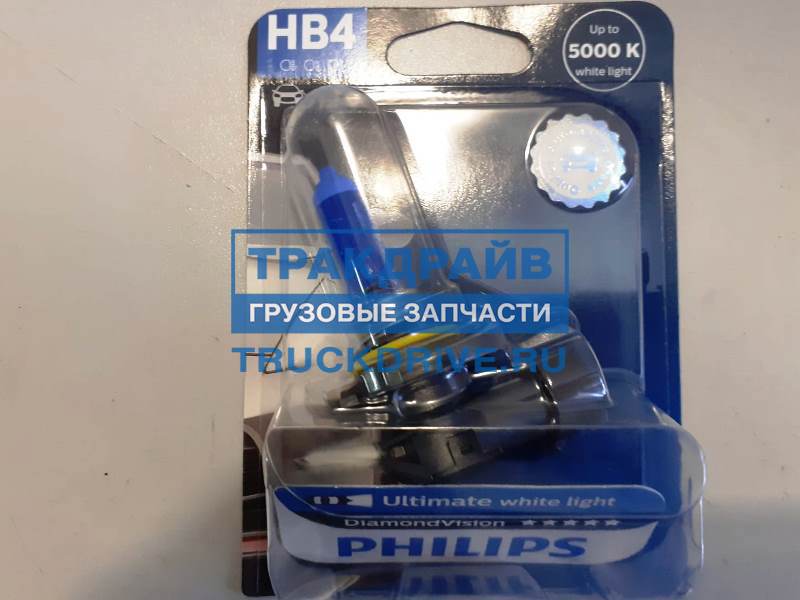 HB4
Up to
5000 K
white light
ТРАКДРАЙВ
ГРУЗОВЫЕ ЗАПЧАСТИ
TRUCKDRIVE.RU
Ultimate white light
DiamondVision
PHILIPS